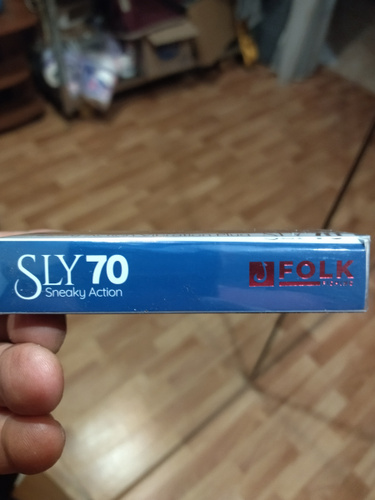 SLY 70
Sneaky Action
J FOLK